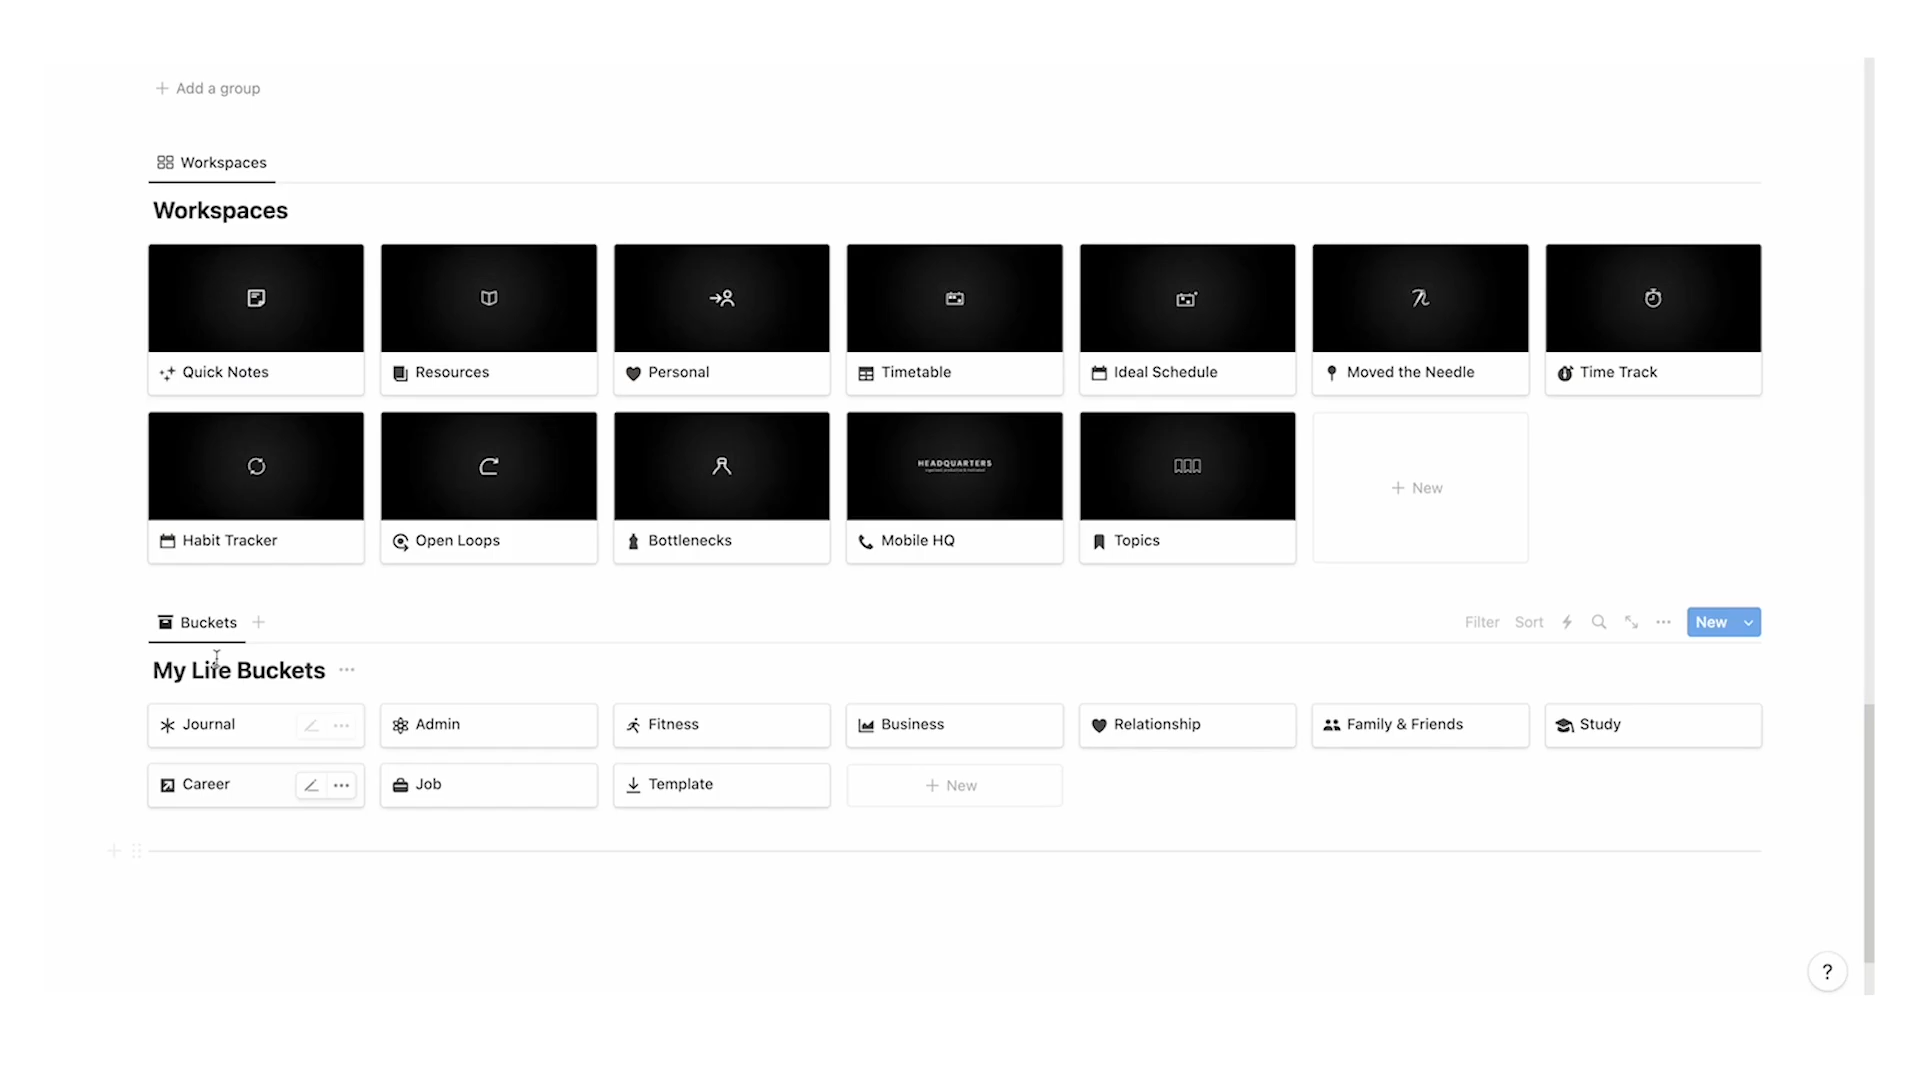 Add a group
Workspaces
Workspaces
Quick Notes
Resources
Personal
Timetable
Ideal Schedule
Moved the Needle
Time Track
HEADQUARTERS
Habit Tracker
Open Loops
Bottlenecks
Mobile HQ
Topics
+ New
Buckets +
Filter Sort New
My Life Buckets
Journal
Admin
Fitness
Business
Relationship
Family & Friends
Study
Career
Job
Template
+ New
?